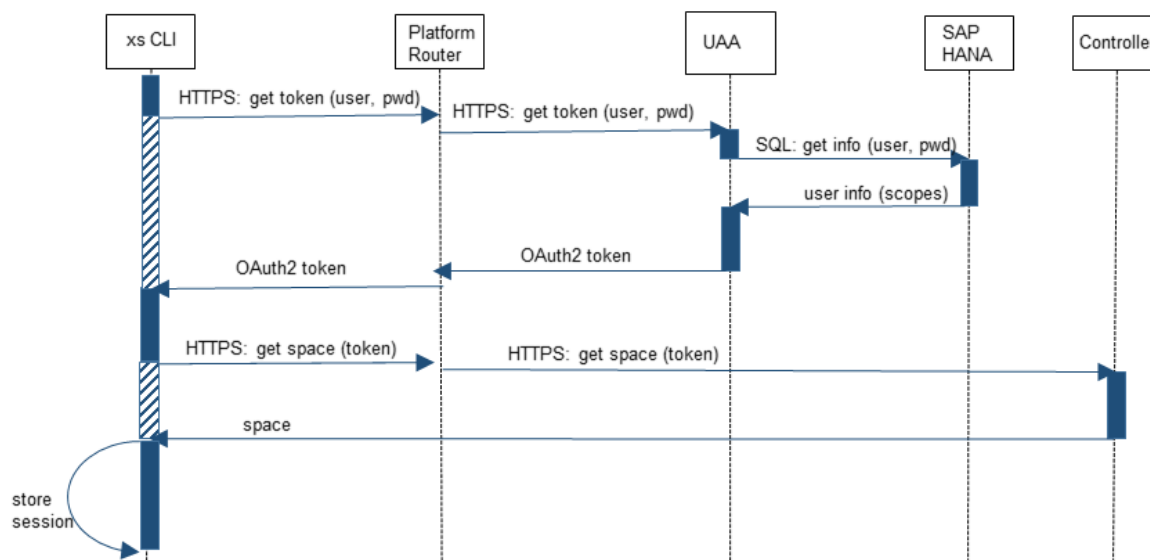 xs CLI
Platform
Router
UAA
SAP
HANA
Controlle
HTTPS: get token (user, pwd)
HTTPS: get token (user, pwd)
SQL: get info (user, pwd)
user info (scopes)
OAuth2 token
OAuth2 token
HTTPS: get space (token)
HTTPS: get space (token)
space
store
session